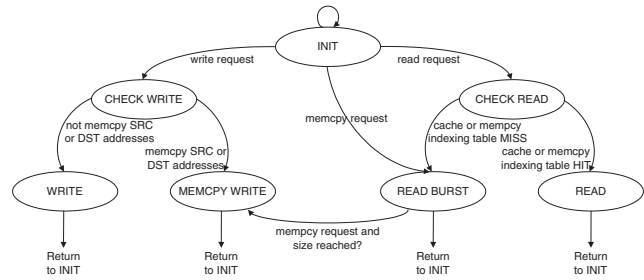 INIT
write request
read request
CHECK WRITE
CHECK READ
memcpy request
not memcpy SRC
or DST addresses
memcpy SRC or
DST addresses
cache or mempcy
indexing table MISS
cache or mempcy
indexing table HIT
WRITE
MEMCPY WRITE
READ BURST
READ
mempcy request and
size reached?
Return
to INIT
Return
to INIT
Return
to INIT
Return
to INIT